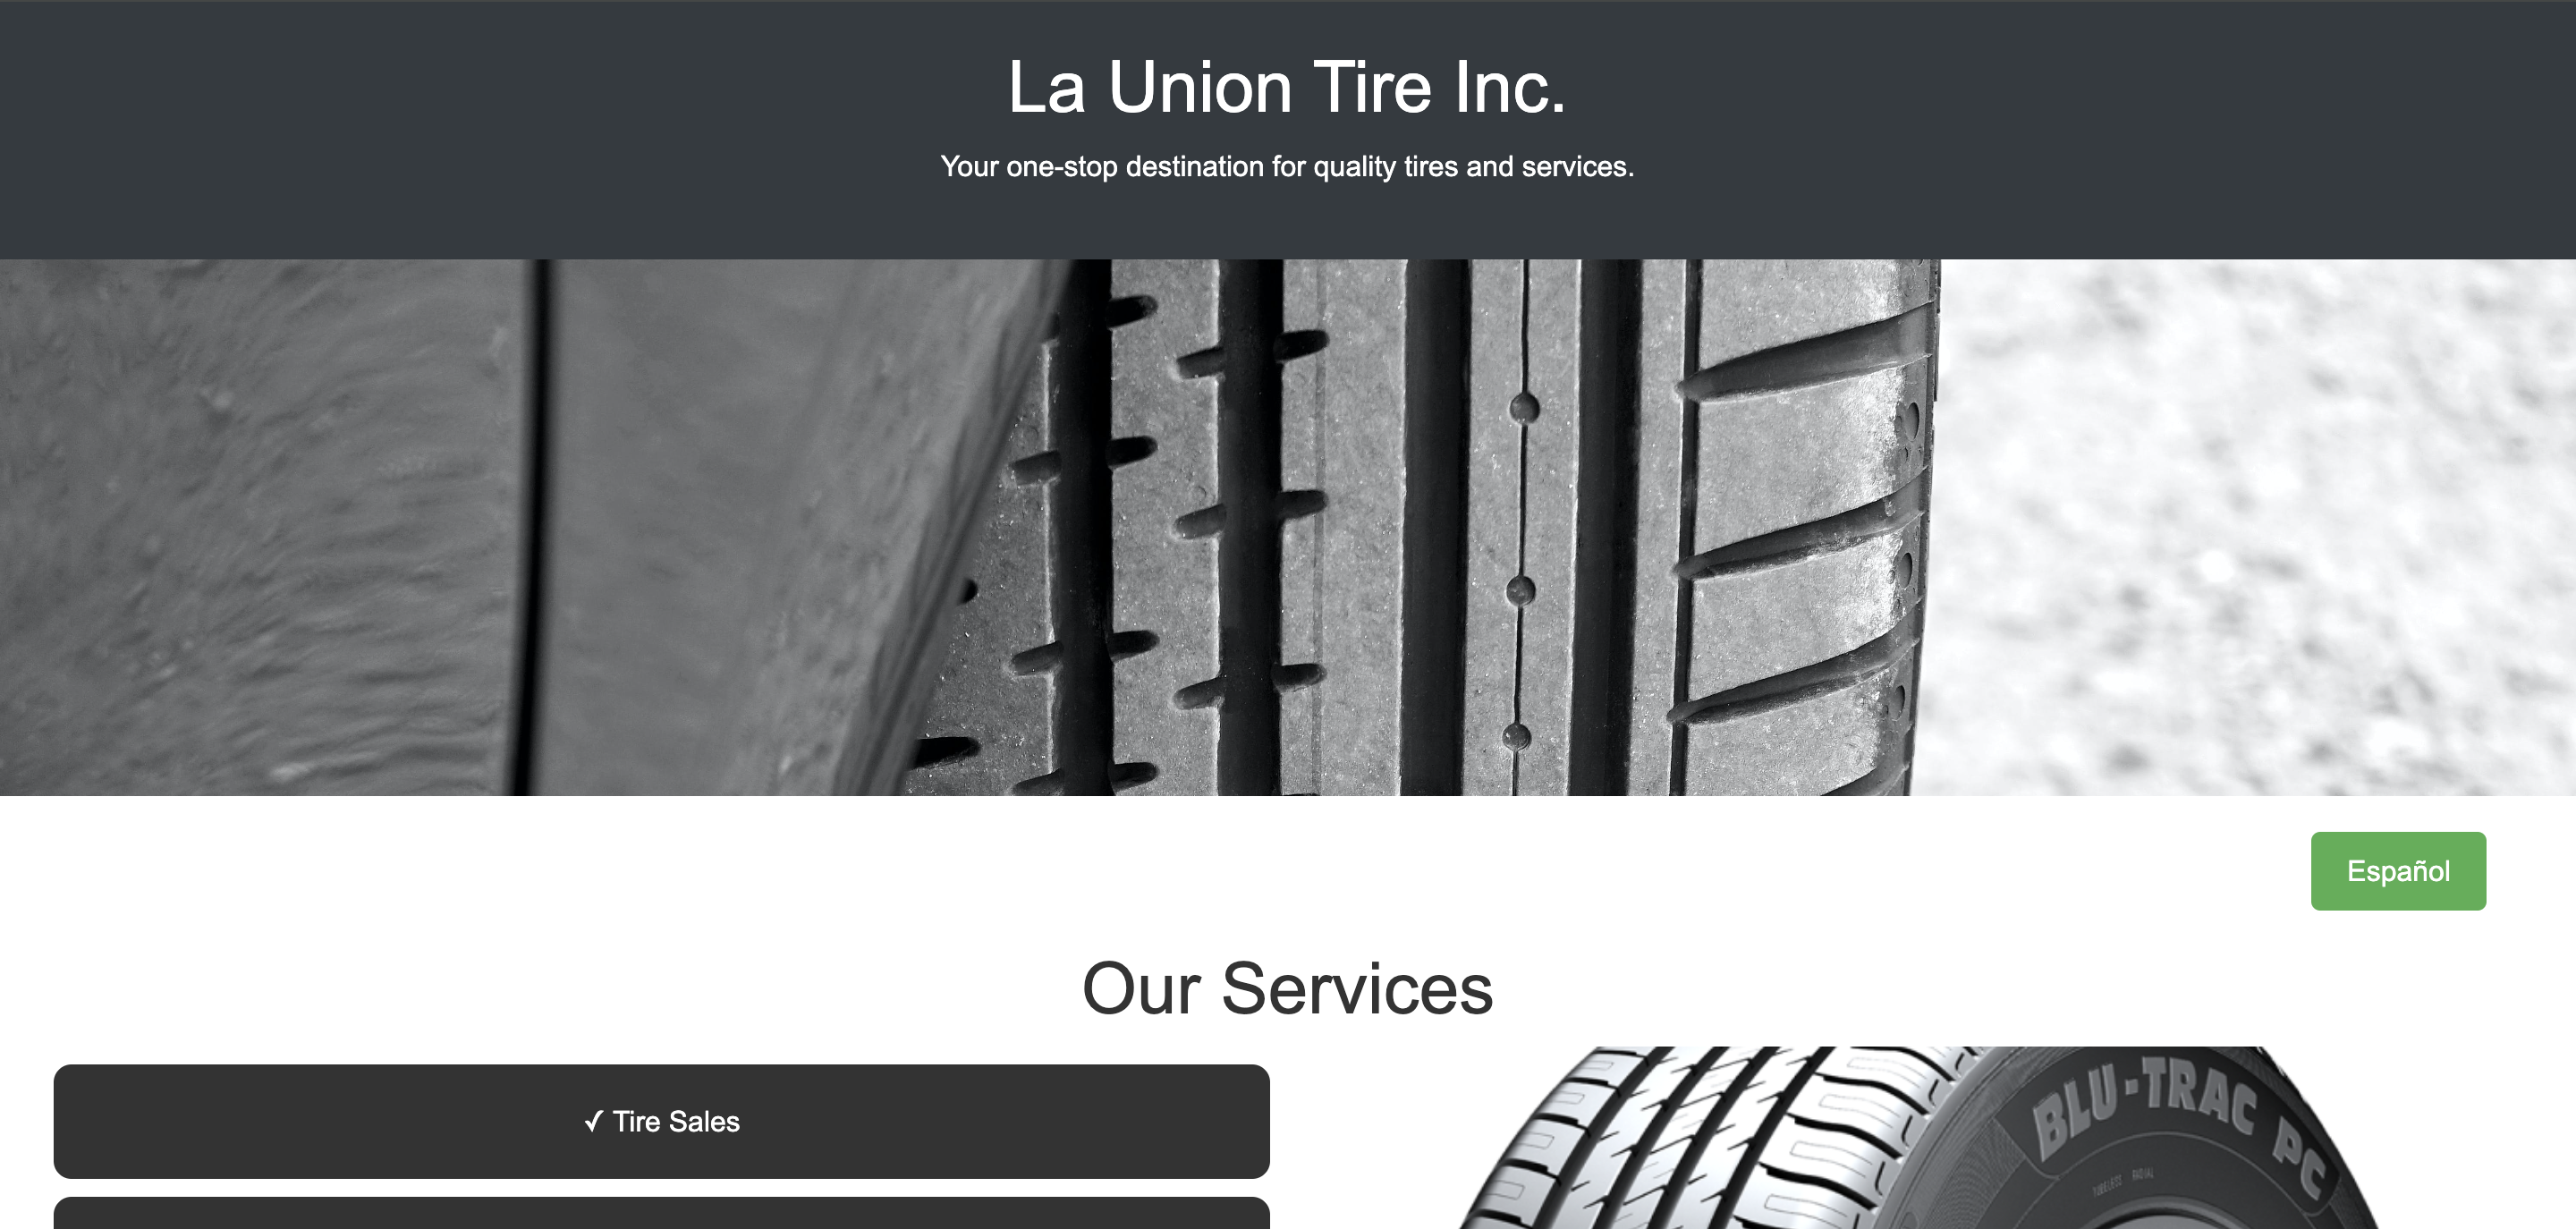 La Union Tire Inc.
Your one-stop destination for quality tires and services.
Español
Our Services
✓ Tire Sales
BLU-TRAC PC
TUBELESS RADIAL